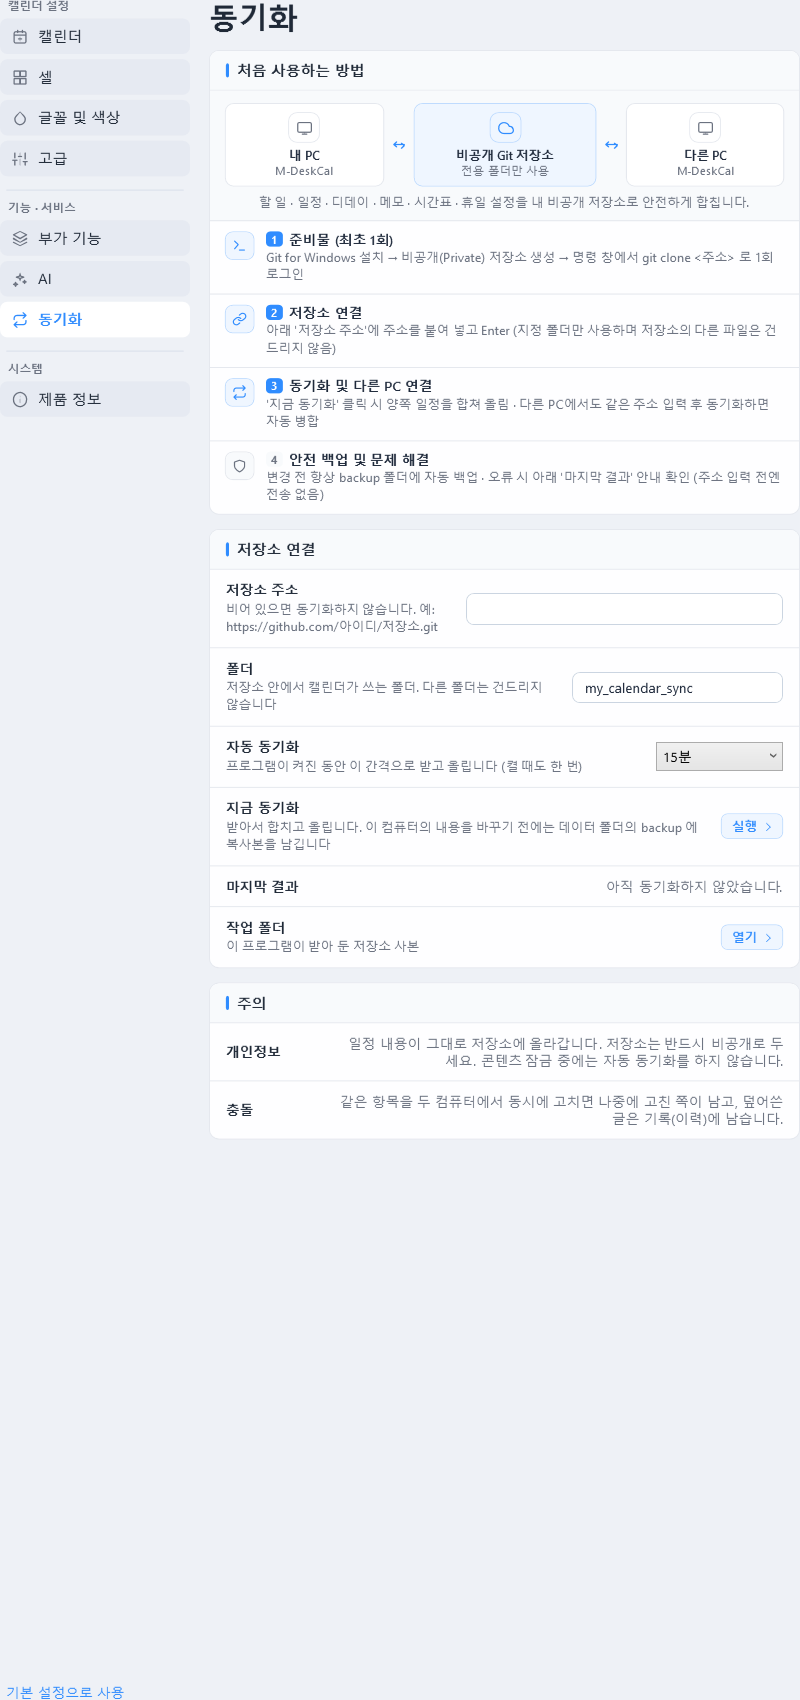 캘린더 설정
캘린더
셀
글꼴 및 색상
고급
기능 · 서비스
부가 기능
AI
동기화
시스템
제품 정보
기본 설정으로 사용
동기화
처음 사용하는 방법
내 PC
M-DeskCal
비공개 Git 저장소
전용 폴더만 사용
다른 PC
M-DeskCal
할 일 · 일정 · 디데이 · 메모 · 시간표 · 휴일 설정을 내 비공개 저장소로 안전하게 합칩니다.
1 준비물 (최초 1회)
Git for Windows 설치 → 비공개(Private) 저장소 생성 → 명령 창에서 git clone <주소> 로 1회
로그인
2 저장소 연결
아래 '저장소 주소'에 주소를 붙여 넣고 Enter (지정 폴더만 사용하며 저장소의 다른 파일은 건
드리지 않음)
3 동기화 및 다른 PC 연결
'지금 동기화' 클릭 시 양쪽 일정을 합쳐 올림 · 다른 PC에서도 같은 주소 입력 후 동기화하면
자동 병합
4 안전 백업 및 문제 해결
변경 전 항상 backup 폴더에 자동 백업 · 오류 시 아래 '마지막 결과' 안내 확인 (주소 입력 전엔
전송 없음)
저장소 연결
저장소 주소
비어 있으면 동기화하지 않습니다. 예:
https://github.com/아이디/저장소.git
폴더
저장소 안에서 캘린더가 쓰는 폴더. 다른 폴더는 건드리지
않습니다
my_calendar_sync
자동 동기화
프로그램이 켜진 동안 이 간격으로 받고 올립니다 (켤 때도 한 번)
15분
지금 동기화
받아서 합치고 올립니다. 이 컴퓨터의 내용을 바꾸기 전에는 데이터 폴더의 backup 에
복사본을 남깁니다
실행
마지막 결과
아직 동기화하지 않았습니다.
작업 폴더
이 프로그램이 받아 둔 저장소 사본
열기
주의
개인정보
일정 내용이 그대로 저장소에 올라갑니다. 저장소는 반드시 비공개로 두
세요. 콘텐츠 잠금 중에는 자동 동기화를 하지 않습니다.
충돌
같은 항목을 두 컴퓨터에서 동시에 고치면 나중에 고친 쪽이 남고, 덮어쓴
글은 기록(이력)에 남습니다.